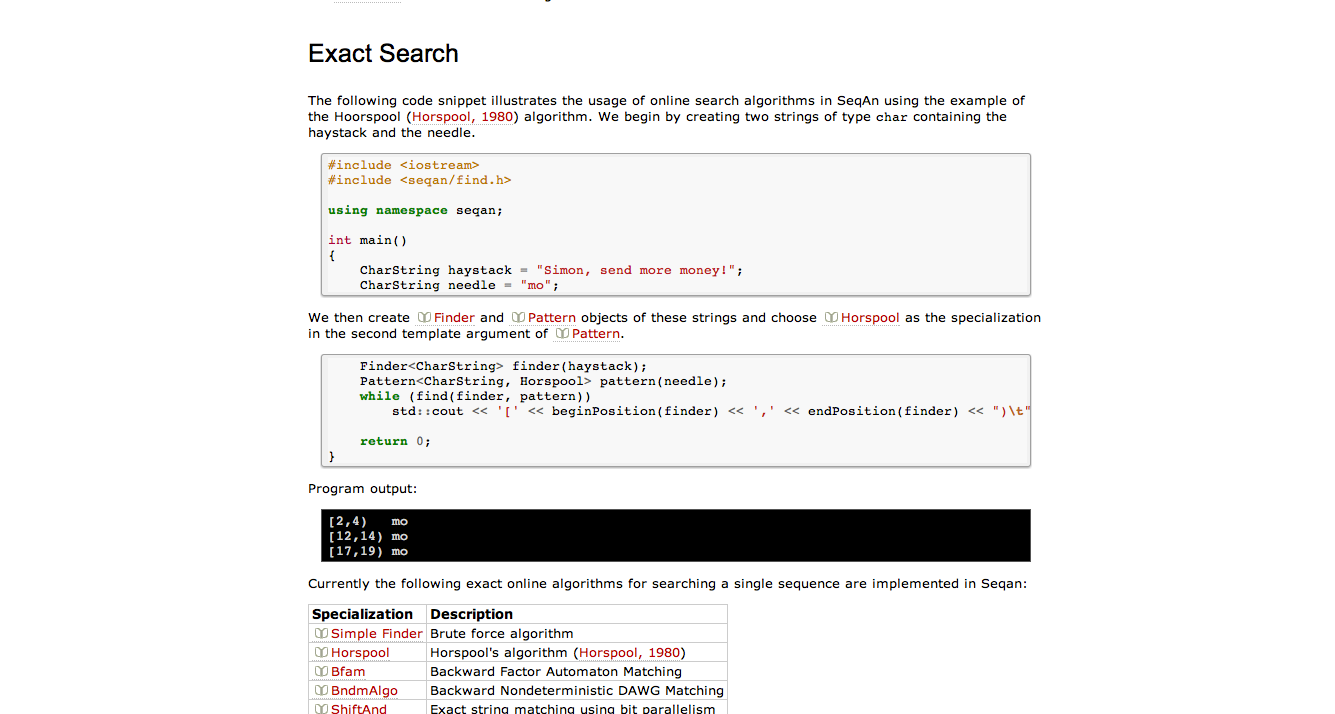 Exact Search
The following code snippet illustrates the usage of online search algorithms in SeqAn using the example of
the Hoorspool (Horspool, 1980) algorithm. We begin by creating two strings of type char containing the
haystack and the needle.
#include <iostream>
#include <seqan/find.h>
using namespace seqan;
int main()
{
    CharString haystack = "Simon, send more money!";
    CharString needle = "mo";
We then create Finder and Pattern objects of these strings and choose Horspool as the specialization
in the second template argument of Pattern.
    Finder<CharString> finder(haystack);
    Pattern<CharString, Horspool> pattern(needle);
    while (find(finder, pattern))
        std::cout << '[' << beginPosition(finder) << ',' << endPosition(finder) << ")\t"
    return 0;
}
Program output:
[2,4)   mo
[12,14) mo
[17,19) mo
Currently the following exact online algorithms for searching a single sequence are implemented in Seqan:
Specialization Description
Simple Finder Brute force algorithm
Horspool Horspool's algorithm (Horspool, 1980)
Bfam Backward Factor Automaton Matching
BndmAlgo Backward Nondeterministic DAWG Matching
ShiftAnd Exact string matching using bit parallelism